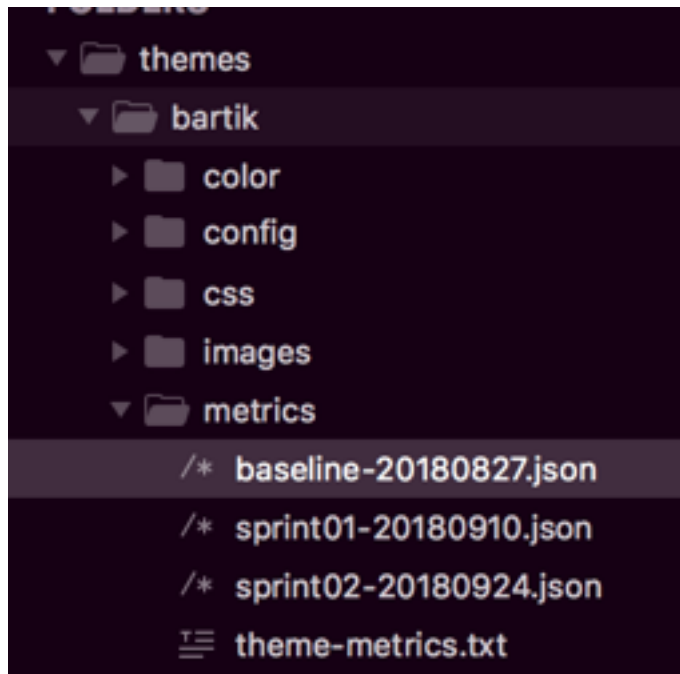 FOLDERS
themes
bartik
color
config
css
images
metrics
/* baseline-20180827.json
/* sprint01-20180910.json
/* sprint02-20180924.json
theme-metrics.txt